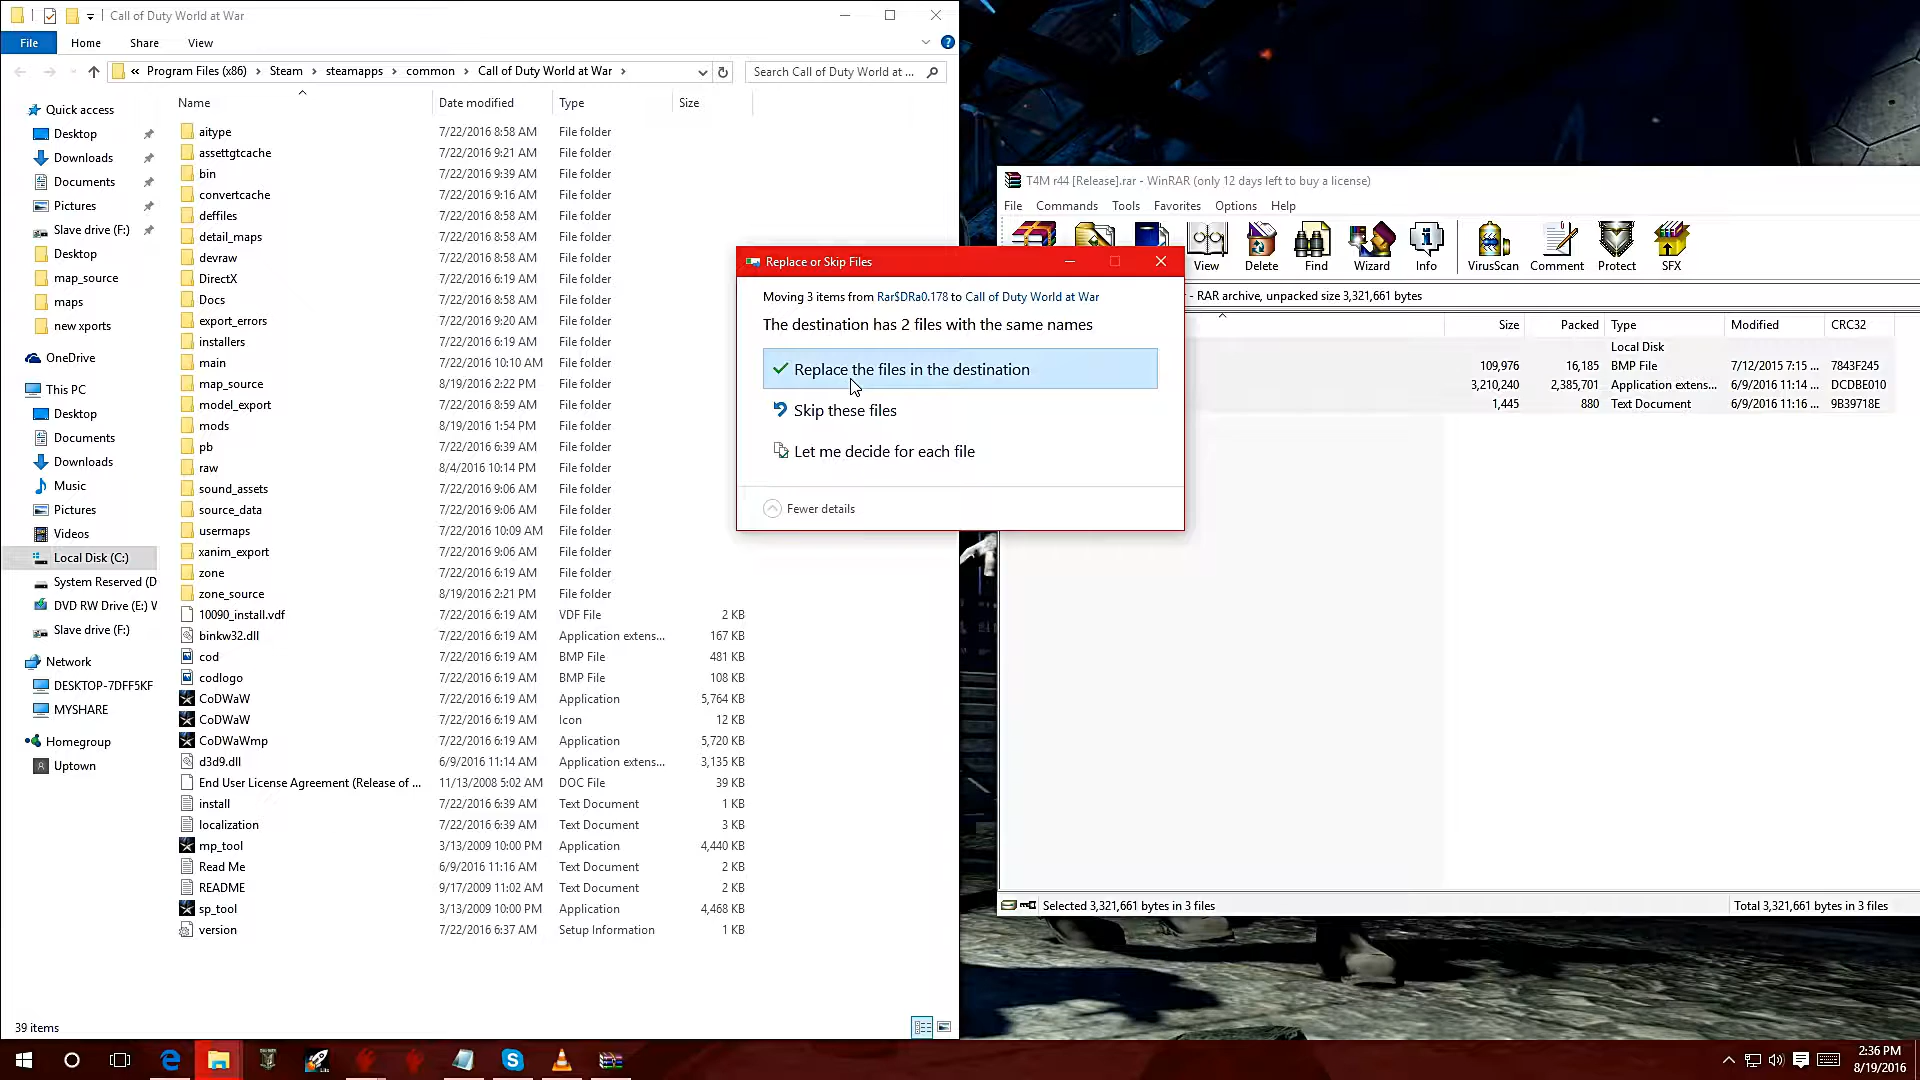 Call of Duty World at War
File Home Share View
« Program Files (x86) Steam steamapps common Call of Duty World at War
Search Call of Duty World at ...
Name Date modified Type Size
Quick access
Desktop
Downloads
Documents
Pictures
Slave drive (F:)
Desktop
map_source
maps
new xports
OneDrive
This PC
Desktop
Documents
Downloads
Music
Pictures
Videos
Local Disk (C:)
System Reserved (D
DVD RW Drive (E:) W
Slave drive (F:)
Network
DESKTOP-7DFF5KF
MYSHARE
Homegroup
Uptown
aitype 7/22/2016 8:58 AM File folder
assettgtcache 7/22/2016 9:21 AM File folder
bin 7/22/2016 9:39 AM File folder
convertcache 7/22/2016 9:16 AM File folder
deffiles 7/22/2016 8:58 AM File folder
detail_maps 7/22/2016 8:58 AM File folder
devraw 7/22/2016 8:58 AM File folder
DirectX 7/22/2016 6:19 AM File folder
Docs 7/22/2016 8:58 AM File folder
export_errors 7/22/2016 9:20 AM File folder
installers 7/22/2016 6:19 AM File folder
main 7/22/2016 10:10 AM File folder
map_source 8/19/2016 2:22 PM File folder
model_export 7/22/2016 8:59 AM File folder
mods 8/19/2016 1:54 PM File folder
pb 7/22/2016 6:39 AM File folder
raw 8/4/2016 10:14 PM File folder
sound_assets 7/22/2016 9:06 AM File folder
source_data 7/22/2016 9:06 AM File folder
usermaps 7/22/2016 10:09 AM File folder
xanim_export 7/22/2016 9:06 AM File folder
zone 7/22/2016 6:19 AM File folder
zone_source 8/19/2016 2:21 PM File folder
10090_install.vdf 7/22/2016 6:19 AM VDF File 2 KB
binkw32.dll 7/22/2016 6:19 AM Application extens... 167 KB
cod 7/22/2016 6:19 AM BMP File 481 KB
codlogo 7/22/2016 6:19 AM BMP File 108 KB
CoDWaW 7/22/2016 6:19 AM Application 5,764 KB
CoDWaW 7/22/2016 6:19 AM Icon 12 KB
CoDWaWmp 7/22/2016 6:19 AM Application 5,720 KB
d3d9.dll 6/9/2016 11:14 AM Application extens... 3,135 KB
End User License Agreement (Release of ... 11/13/2008 5:02 AM DOC File 39 KB
install 7/22/2016 6:39 AM Text Document 1 KB
localization 7/22/2016 6:39 AM Text Document 3 KB
mp_tool 3/13/2009 10:00 PM Application 4,440 KB
Read Me 6/9/2016 11:16 AM Text Document 2 KB
README 9/17/2009 11:02 AM Text Document 2 KB
sp_tool 3/13/2009 10:00 PM Application 4,468 KB
version 7/22/2016 6:37 AM Setup Information 1 KB
39 items
T4M r44 [Release].rar - WinRAR (only 12 days left to buy a license)
File Commands Tools Favorites Options Help
View Delete Find Wizard Info VirusScan Comment Protect SFX
- RAR archive, unpacked size 3,321,661 bytes
Size Packed Type Modified CRC32
Local Disk
109,976 16,185 BMP File 7/12/2015 7:15 ... 7843F245
3,210,240 2,385,701 Application extens... 6/9/2016 11:14 ... DCDBE010
1,445 880 Text Document 6/9/2016 11:16 ... 9B39718E
Selected 3,321,661 bytes in 3 files
Total 3,321,661 bytes in 3 files
Replace or Skip Files
Moving 3 items from Rar$DRa0.178 to Call of Duty World at War
The destination has 2 files with the same names
Replace the files in the destination
Skip these files
Let me decide for each file
Fewer details
2:36 PM
8/19/2016